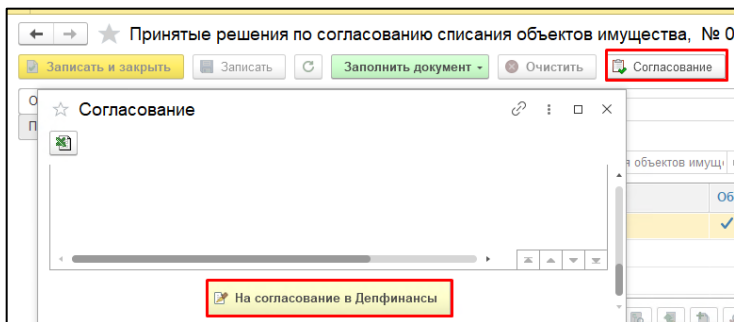 Принятые решения по согласованию списания объектов имущества, № 0
Записать и закрыть Записать Заполнить документ Очистить Согласование
Согласование
я объектов имущ
Об
На согласование в Депфинансы